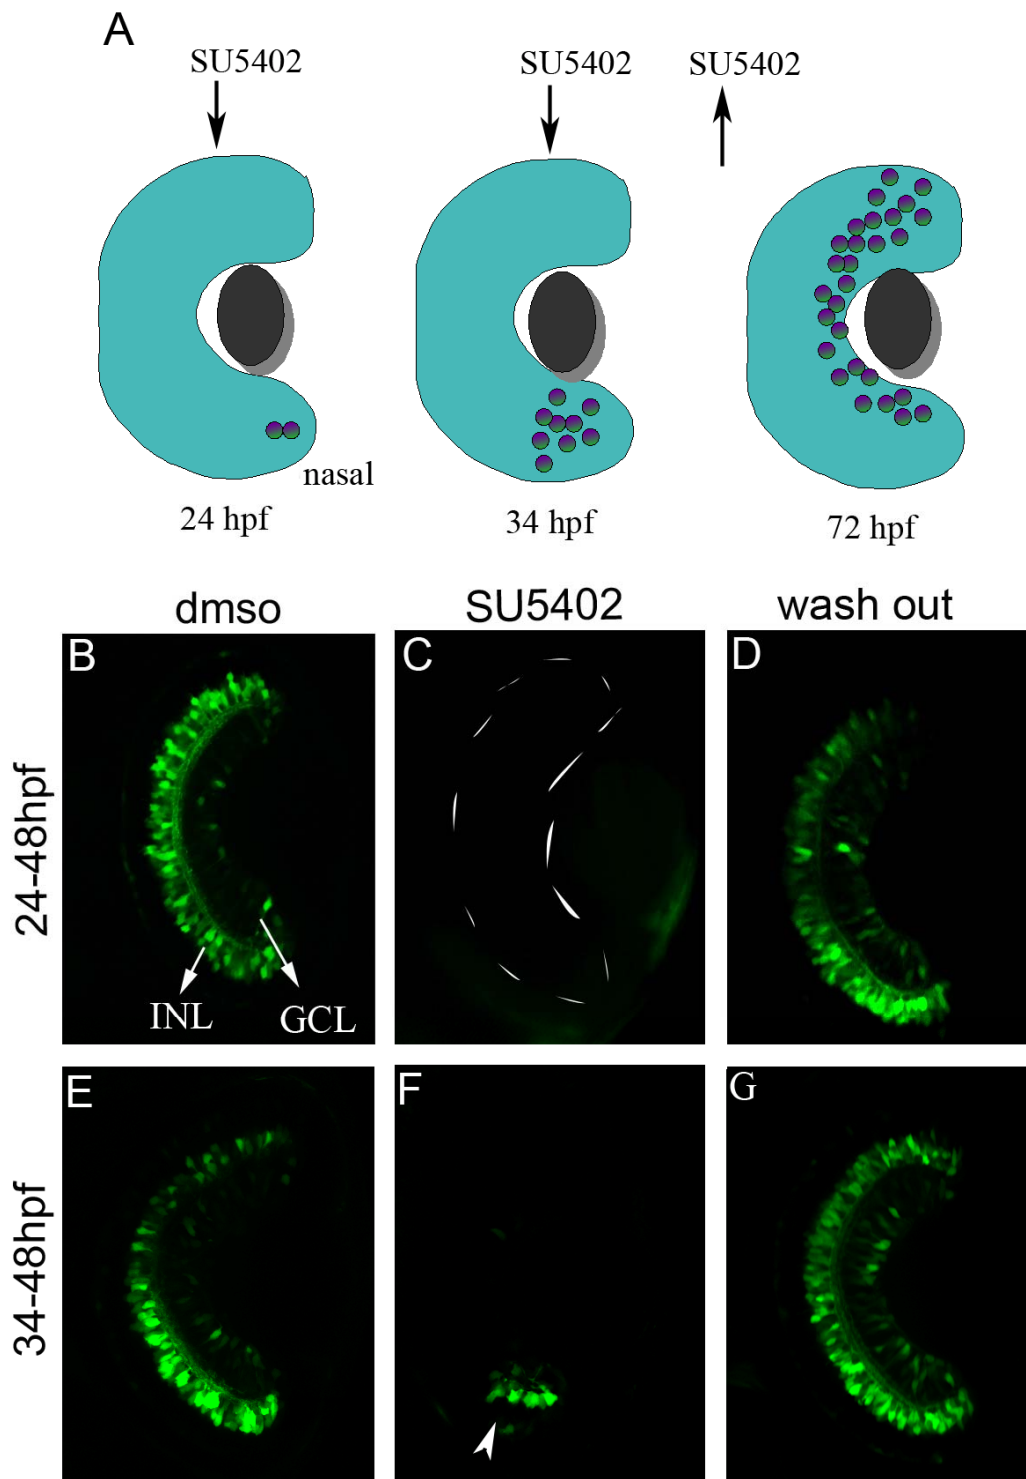 A
SU5402
SU5402
SU5402
nasal
24 hpf
34 hpf
72 hpf
dmso
SU5402
wash out
24-48hpf
B
C
D
INL
GCL
34-48hpf
E
F
G